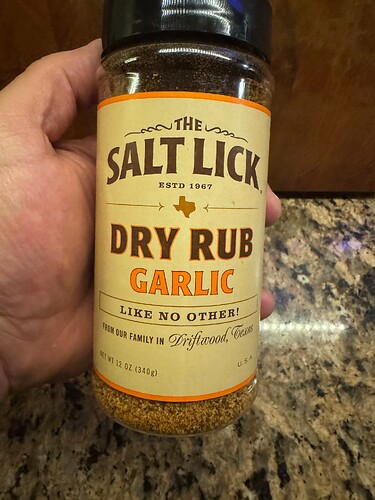 THE
SALT LICK
ESTD 1967
DRY RUB
GARLIC
LIKE NO OTHER!
FROM OUR FAMILY IN Driftwood, Texas
NET WT 12 OZ (340g) U.S.A.